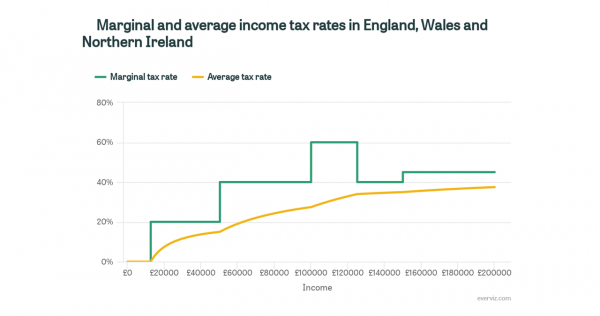 Marginal and average income tax rates in England, Wales and
Northern Ireland
Marginal tax rate Average tax rate
80%
60%
40%
20%
0%
£0 £20000 £40000 £60000 £80000 £100000 £120000 £140000 £160000 £180000 £200000
Income
everviz.com